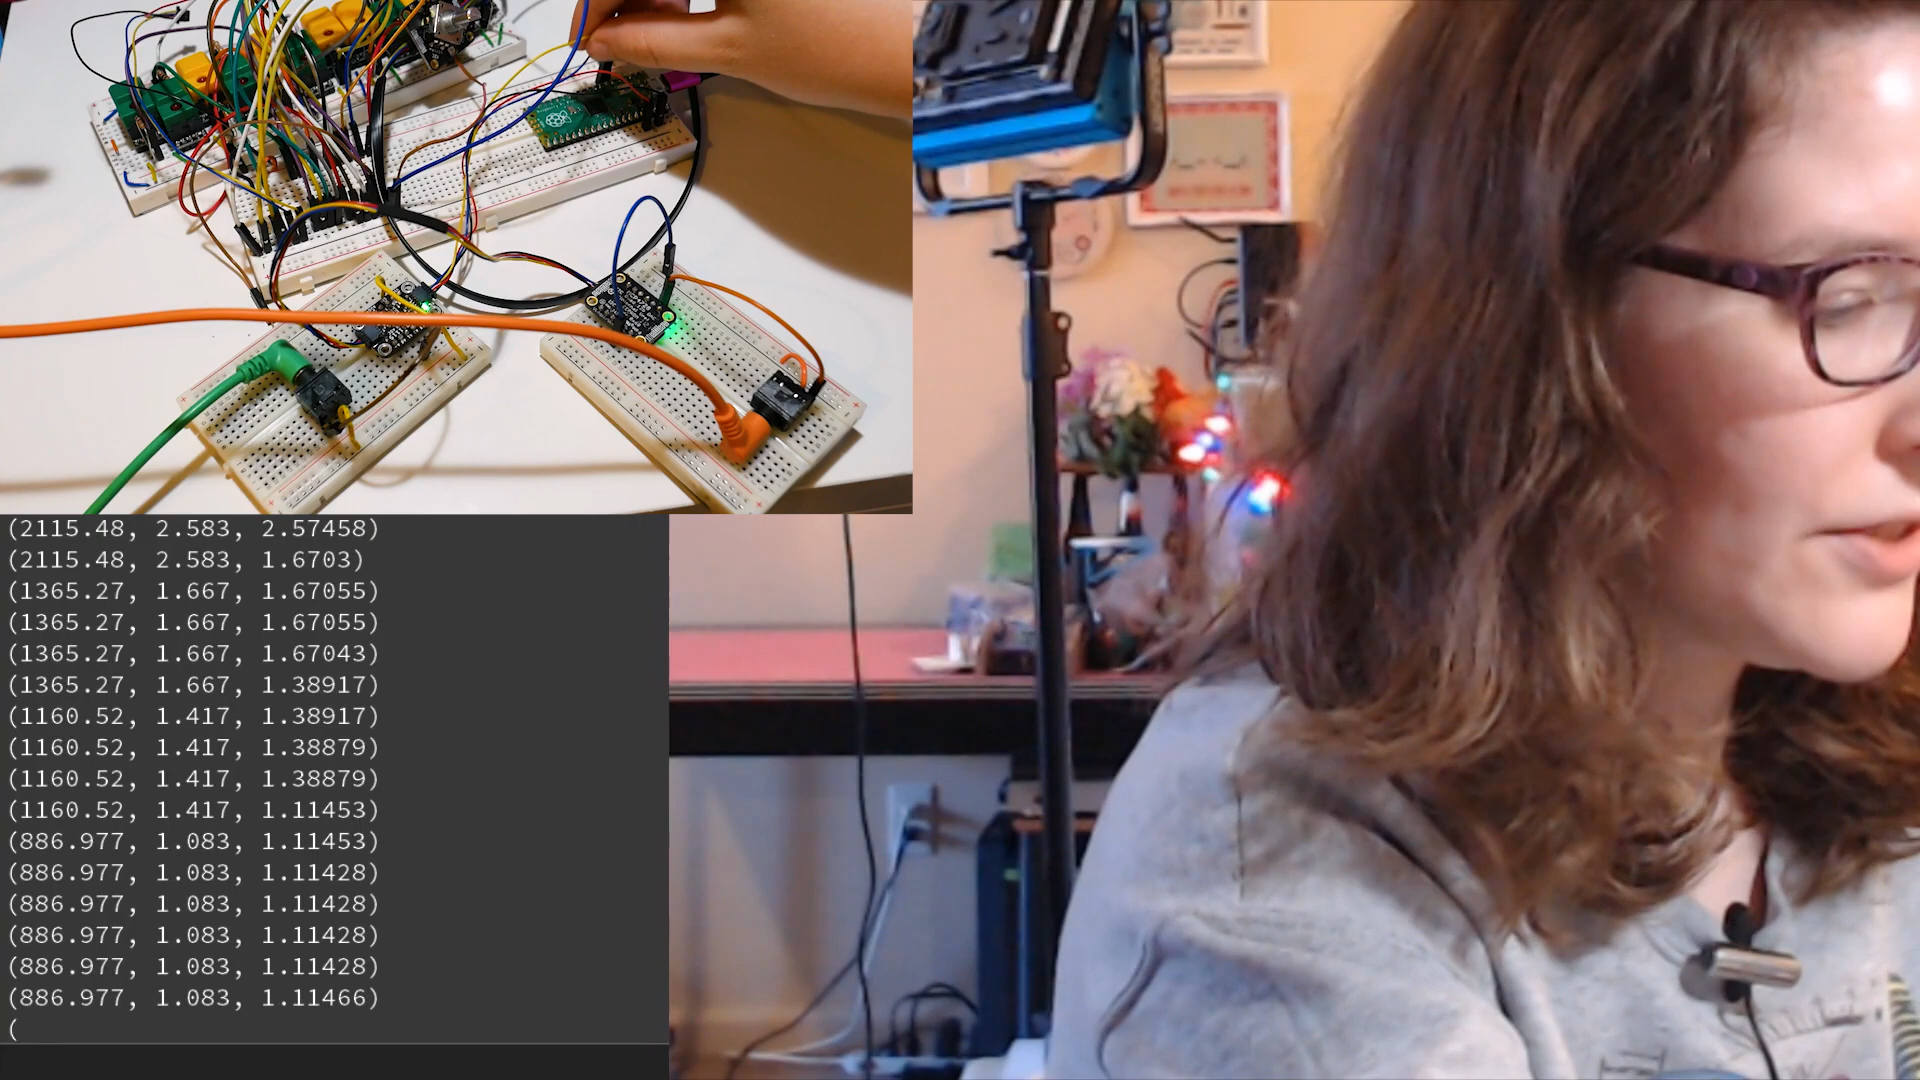 (2115.48, 2.583, 2.57458)
(2115.48, 2.583, 1.6703)
(1365.27, 1.667, 1.67055)
(1365.27, 1.667, 1.67055)
(1365.27, 1.667, 1.67043)
(1365.27, 1.667, 1.38917)
(1160.52, 1.417, 1.38917)
(1160.52, 1.417, 1.38879)
(1160.52, 1.417, 1.38879)
(1160.52, 1.417, 1.11453)
(886.977, 1.083, 1.11453)
(886.977, 1.083, 1.11428)
(886.977, 1.083, 1.11428)
(886.977, 1.083, 1.11428)
(886.977, 1.083, 1.11428)
(886.977, 1.083, 1.11466)
(